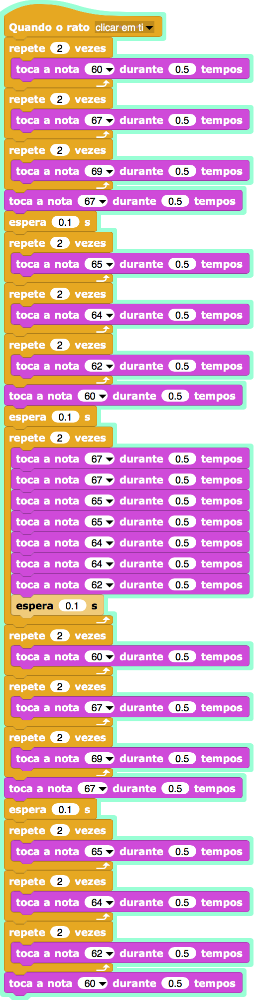 Quando o rato clicar em ti
repete 2 vezes
toca a nota 60 durante 0.5 tempos
repete 2 vezes
toca a nota 67 durante 0.5 tempos
repete 2 vezes
toca a nota 69 durante 0.5 tempos
toca a nota 67 durante 0.5 tempos
espera 0.1 s
repete 2 vezes
toca a nota 65 durante 0.5 tempos
repete 2 vezes
toca a nota 64 durante 0.5 tempos
repete 2 vezes
toca a nota 62 durante 0.5 tempos
toca a nota 60 durante 0.5 tempos
espera 0.1 s
repete 2 vezes
toca a nota 67 durante 0.5 tempos
toca a nota 67 durante 0.5 tempos
toca a nota 65 durante 0.5 tempos
toca a nota 65 durante 0.5 tempos
toca a nota 64 durante 0.5 tempos
toca a nota 64 durante 0.5 tempos
toca a nota 62 durante 0.5 tempos
espera 0.1 s
repete 2 vezes
toca a nota 60 durante 0.5 tempos
repete 2 vezes
toca a nota 67 durante 0.5 tempos
repete 2 vezes
toca a nota 69 durante 0.5 tempos
toca a nota 67 durante 0.5 tempos
espera 0.1 s
repete 2 vezes
toca a nota 65 durante 0.5 tempos
repete 2 vezes
toca a nota 64 durante 0.5 tempos
repete 2 vezes
toca a nota 62 durante 0.5 tempos
toca a nota 60 durante 0.5 tempos